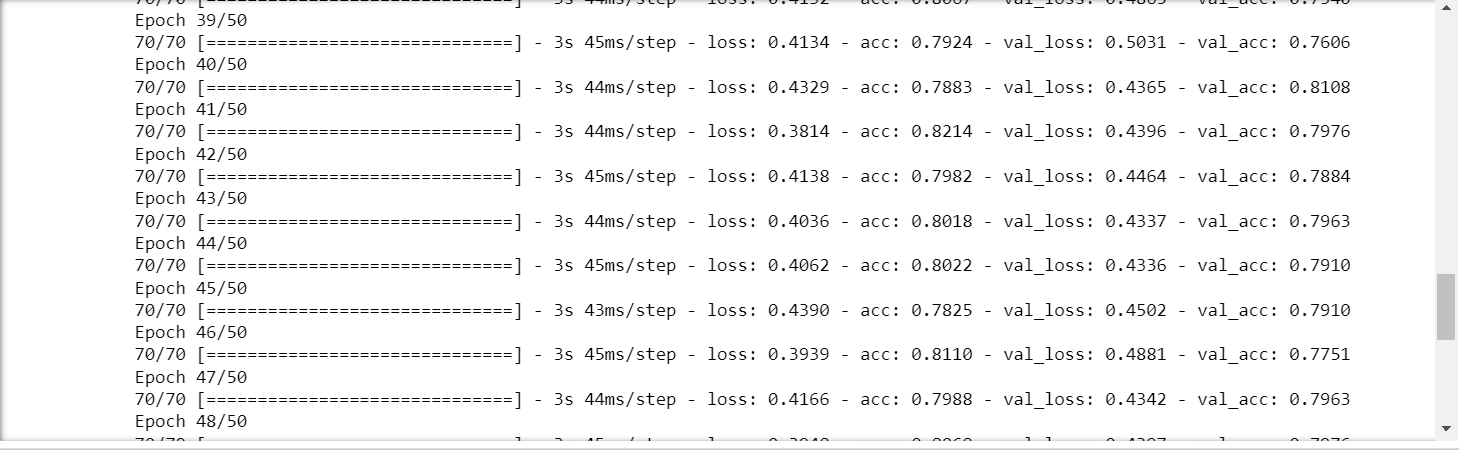 Epoch 39/50
70/70 [==============================] - 3s 45ms/step - loss: 0.4134 - acc: 0.7924 - val_loss: 0.5031 - val_acc: 0.7606
Epoch 40/50
70/70 [==============================] - 3s 44ms/step - loss: 0.4329 - acc: 0.7883 - val_loss: 0.4365 - val_acc: 0.8108
Epoch 41/50
70/70 [==============================] - 3s 44ms/step - loss: 0.3814 - acc: 0.8214 - val_loss: 0.4396 - val_acc: 0.7976
Epoch 42/50
70/70 [==============================] - 3s 45ms/step - loss: 0.4138 - acc: 0.7982 - val_loss: 0.4464 - val_acc: 0.7884
Epoch 43/50
70/70 [==============================] - 3s 44ms/step - loss: 0.4036 - acc: 0.8018 - val_loss: 0.4337 - val_acc: 0.7963
Epoch 44/50
70/70 [==============================] - 3s 45ms/step - loss: 0.4062 - acc: 0.8022 - val_loss: 0.4336 - val_acc: 0.7910
Epoch 45/50
70/70 [==============================] - 3s 43ms/step - loss: 0.4390 - acc: 0.7825 - val_loss: 0.4502 - val_acc: 0.7910
Epoch 46/50
70/70 [==============================] - 3s 45ms/step - loss: 0.3939 - acc: 0.8110 - val_loss: 0.4881 - val_acc: 0.7751
Epoch 47/50
70/70 [==============================] - 3s 44ms/step - loss: 0.4166 - acc: 0.7988 - val_loss: 0.4342 - val_acc: 0.7963
Epoch 48/50